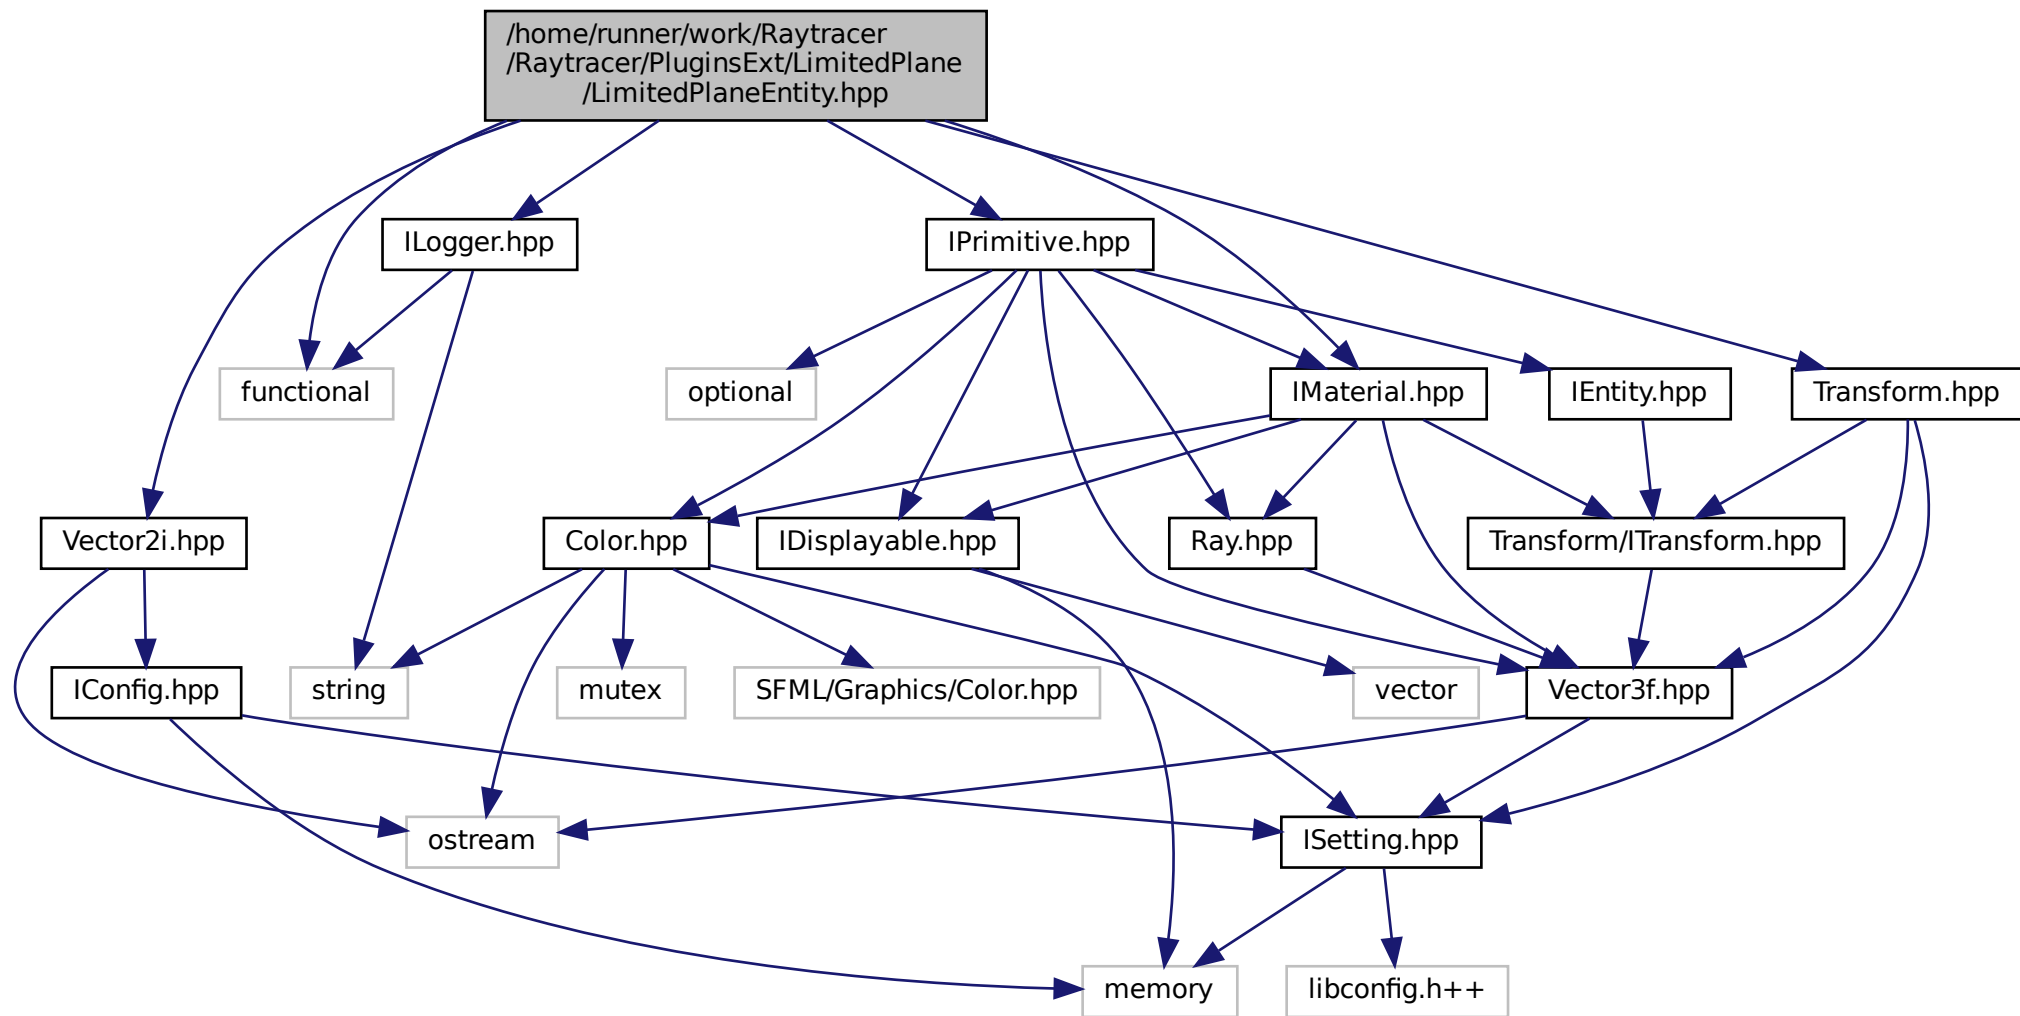 /home/runner/work/Raytracer
/Raytracer/PluginsExt/LimitedPlane
/LimitedPlaneEntity.hpp
ILogger.hpp
IPrimitive.hpp
functional
optional
IMaterial.hpp
IEntity.hpp
Transform.hpp
Vector2i.hpp
Color.hpp
IDisplayable.hpp
Ray.hpp
Transform/ITransform.hpp
IConfig.hpp
string
mutex
SFML/Graphics/Color.hpp
vector
Vector3f.hpp
ostream
ISetting.hpp
memory
libconfig.h++